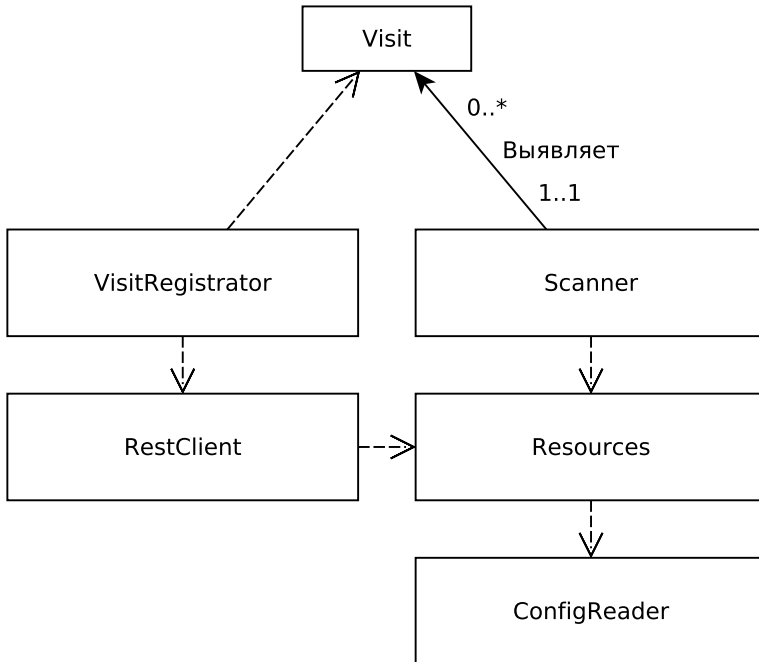 Visit
0..*
Выявляет
1..1
VisitRegistrator
Scanner
RestClient
Resources
ConfigReader